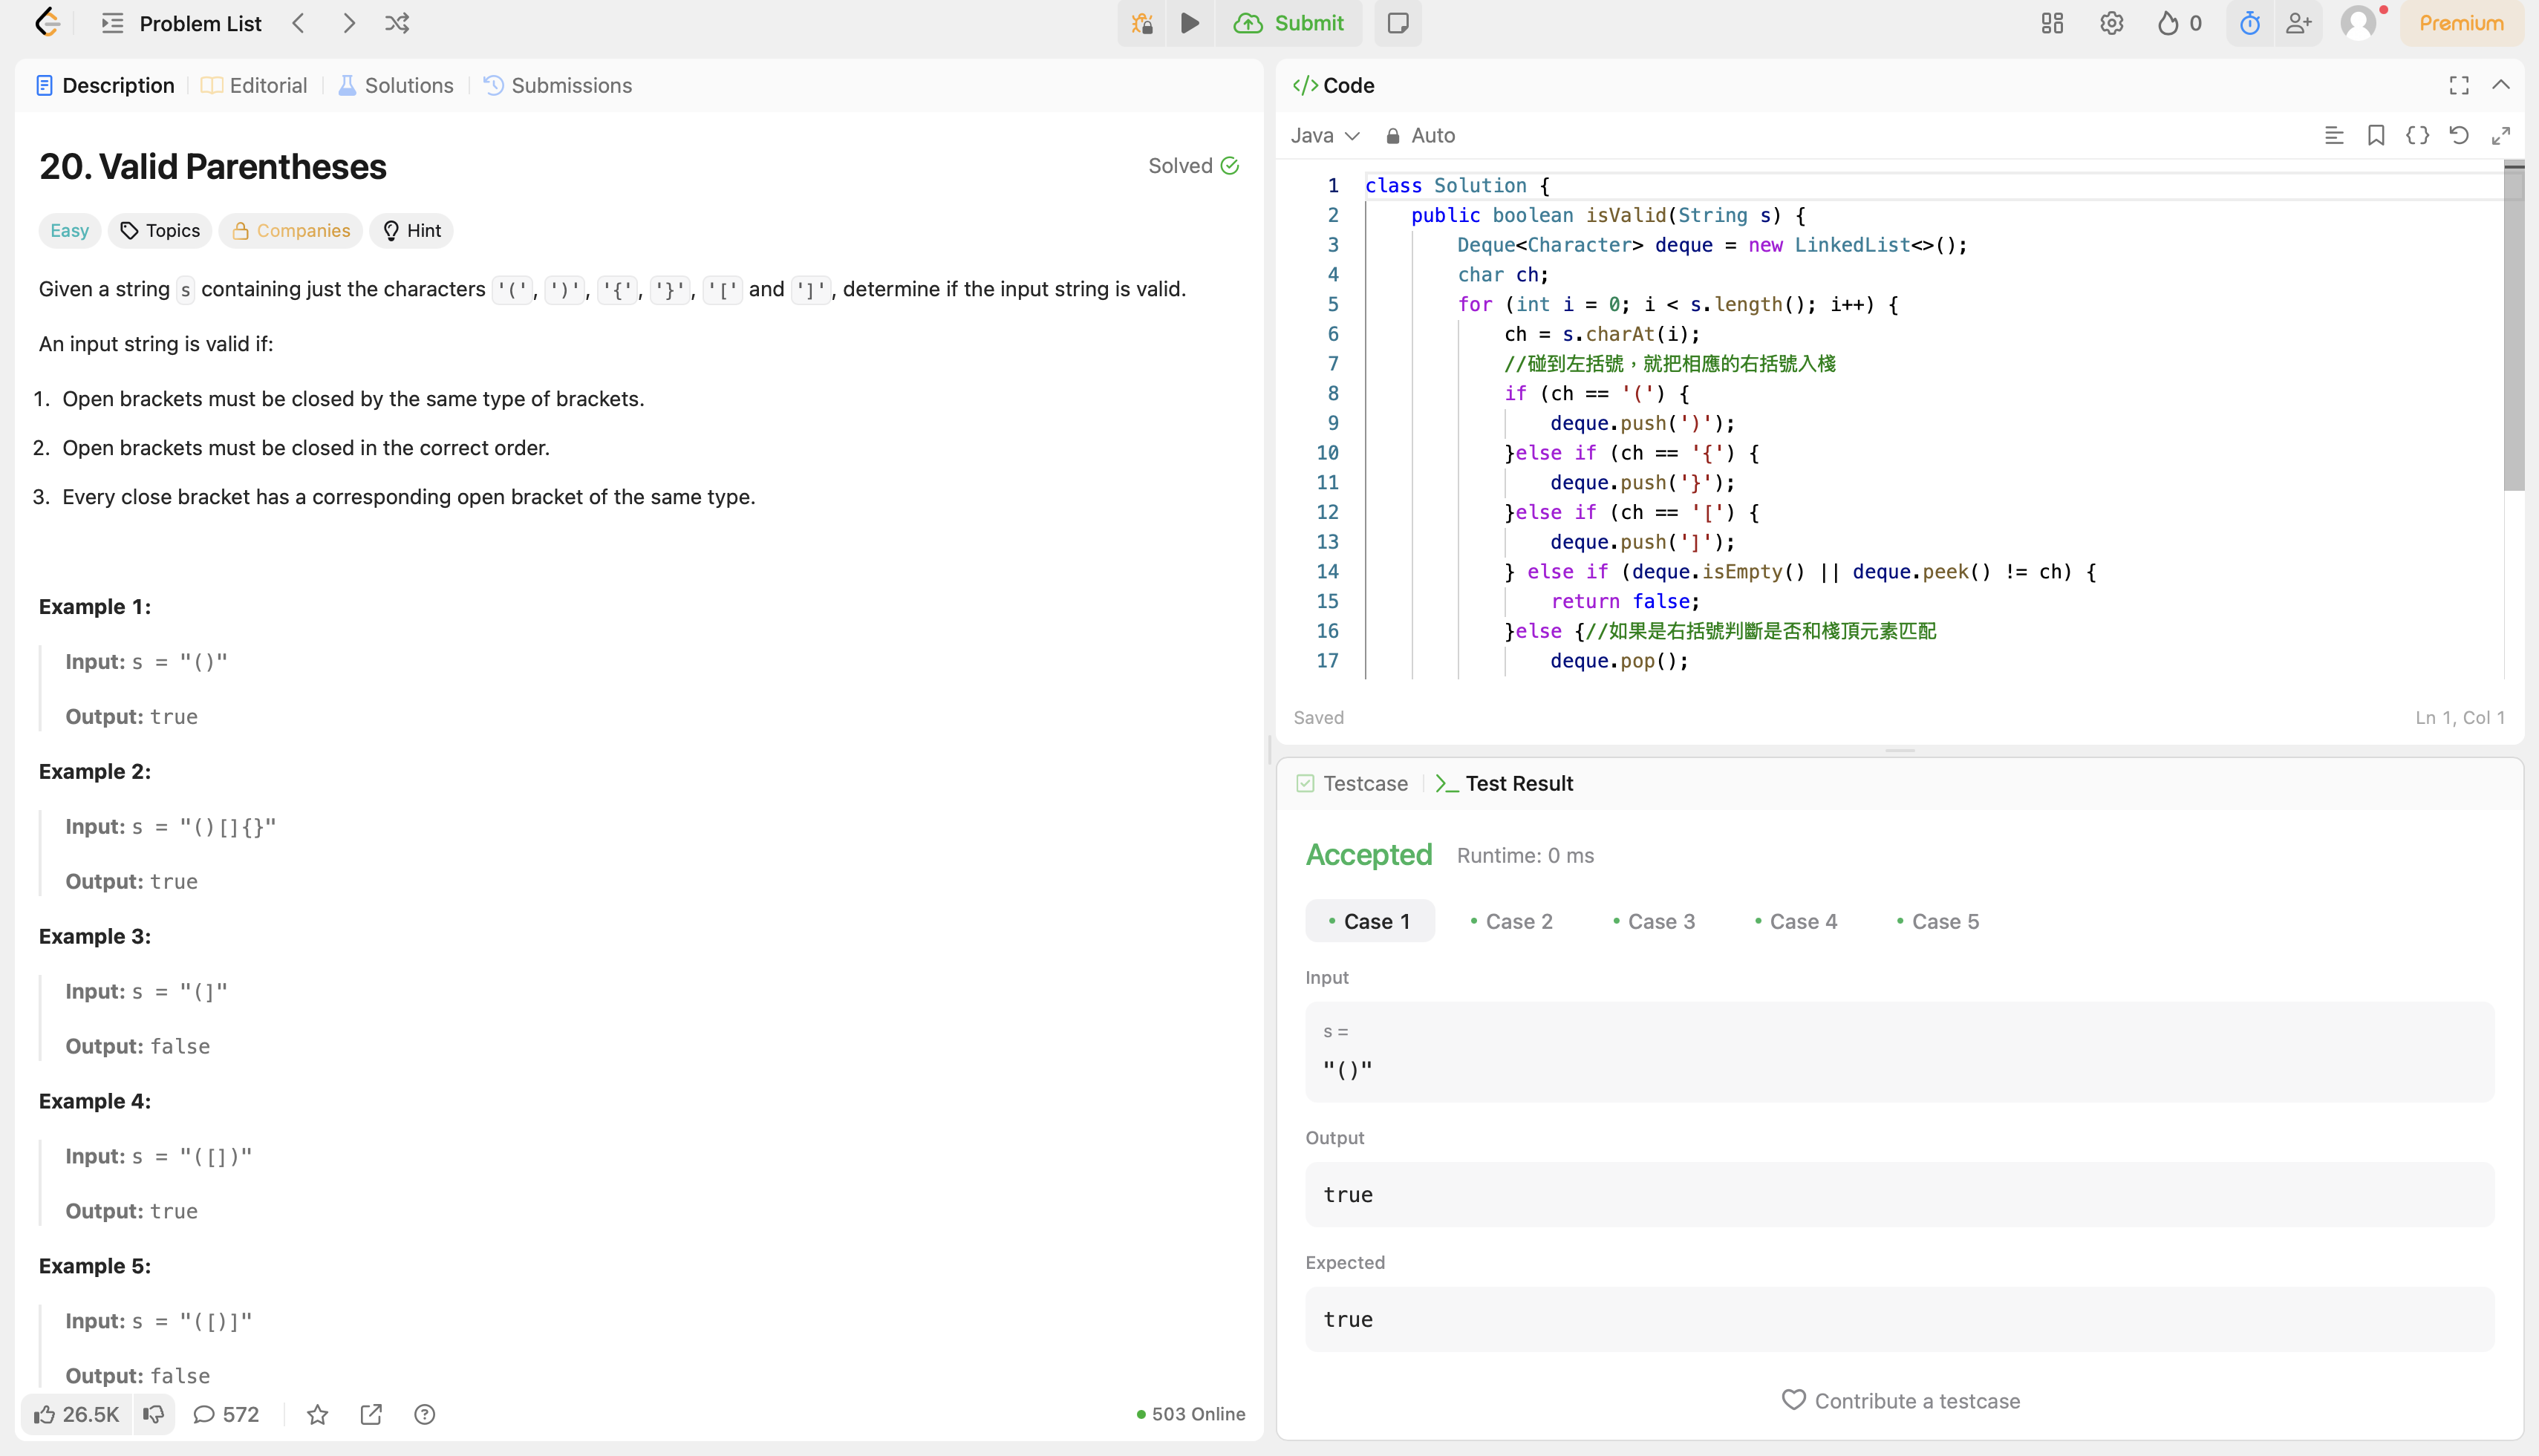 Problem List
Submit
0
Premium
Description
Editorial
Solutions
Submissions
20. Valid Parentheses
Solved
Easy
Topics
Companies
Hint
Given a string s containing just the characters '(', ')', '{', '}', '[' and ']', determine if the input string is valid.
An input string is valid if:
1. Open brackets must be closed by the same type of brackets.
2. Open brackets must be closed in the correct order.
3. Every close bracket has a corresponding open bracket of the same type.
Example 1:
Input: s = "()"
Output: true
Example 2:
Input: s = "()[]{}"
Output: true
Example 3:
Input: s = "(]"
Output: false
Example 4:
Input: s = "([])"
Output: true
Example 5:
Input: s = "([)]"
Output: false
26.5K
572
503 Online
</> Code
Java
Auto
1 class Solution {
2 public boolean isValid(String s) {
3 Deque<Character> deque = new LinkedList<>();
4 char ch;
5 for (int i = 0; i < s.length(); i++) {
6 ch = s.charAt(i);
7 //碰到左括號，就把相應的右括號入棧
8 if (ch == '(') {
9 deque.push(')');
10 }else if (ch == '{') {
11 deque.push('}');
12 }else if (ch == '[') {
13 deque.push(']');
14 } else if (deque.isEmpty() || deque.peek() != ch) {
15 return false;
16 }else {//如果是右括號判斷是否和棧頂元素匹配
17 deque.pop();
Saved
Ln 1, Col 1
Testcase
Test Result
Accepted
Runtime: 0 ms
Case 1
Case 2
Case 3
Case 4
Case 5
Input
s =
"()"
Output
true
Expected
true
Contribute a testcase